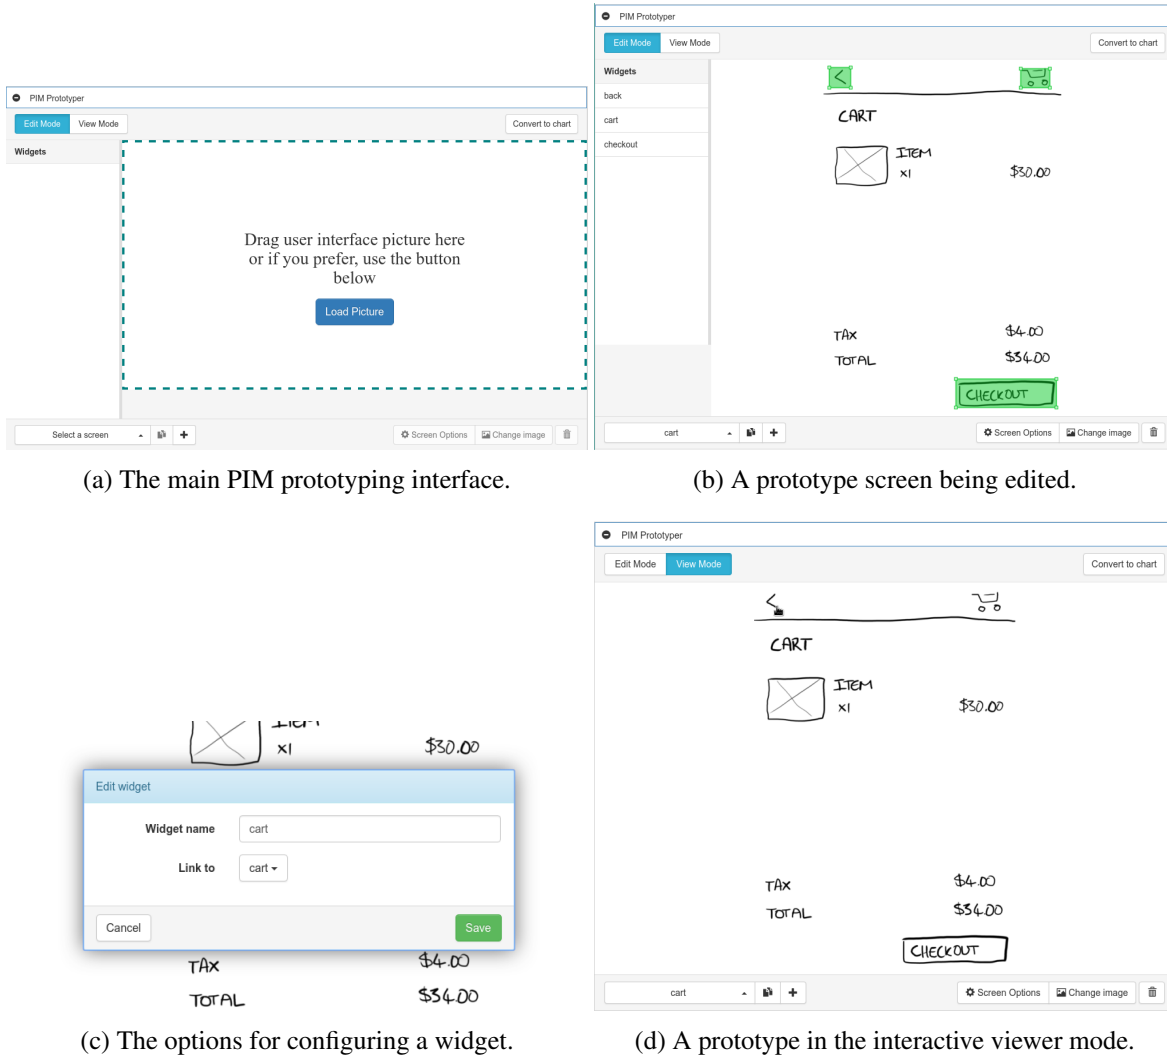 PIM Prototyper
Edit Mode View Mode Convert to chart
Widgets
Drag user interface picture here
or if you prefer, use the button
below
Load Picture
Select a screen Screen Options Change image
(a) The main PIM prototyping interface.
PIM Prototyper
Edit Mode View Mode Convert to chart
Widgets
back
cart
checkout
<
CART
ITEM
x1 $30.00
TAX $4.00
TOTAL $34.00
CHECKOUT
cart Screen Options Change image
(b) A prototype screen being edited.
ITEM
x1 $30.00
Edit widget
Widget name cart
Link to cart
Cancel Save
TAX $4.00
TOTAL $34.00
(c) The options for configuring a widget.
PIM Prototyper
Edit Mode View Mode Convert to chart
<
CART
ITEM
x1 $30.00
TAX $4.00
TOTAL $34.00
CHECKOUT
cart Screen Options Change image
(d) A prototype in the interactive viewer mode.